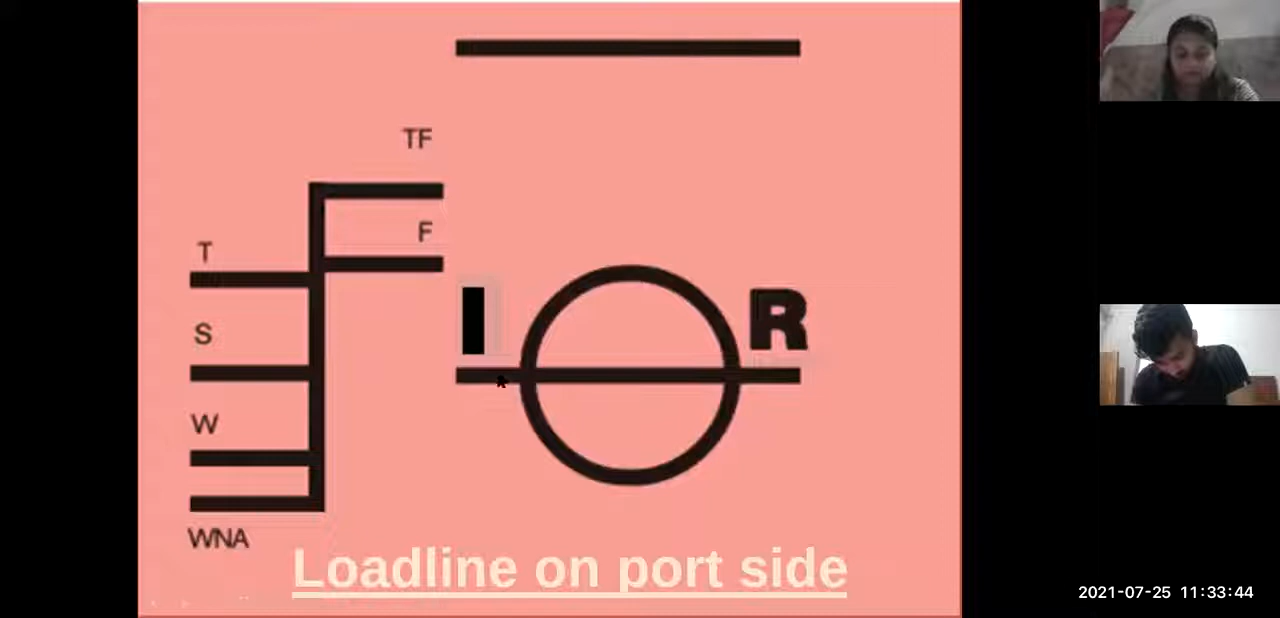 TF
F
T
S
W
WNA
I R
Loadline on port side
2021-07-25 11:33:44